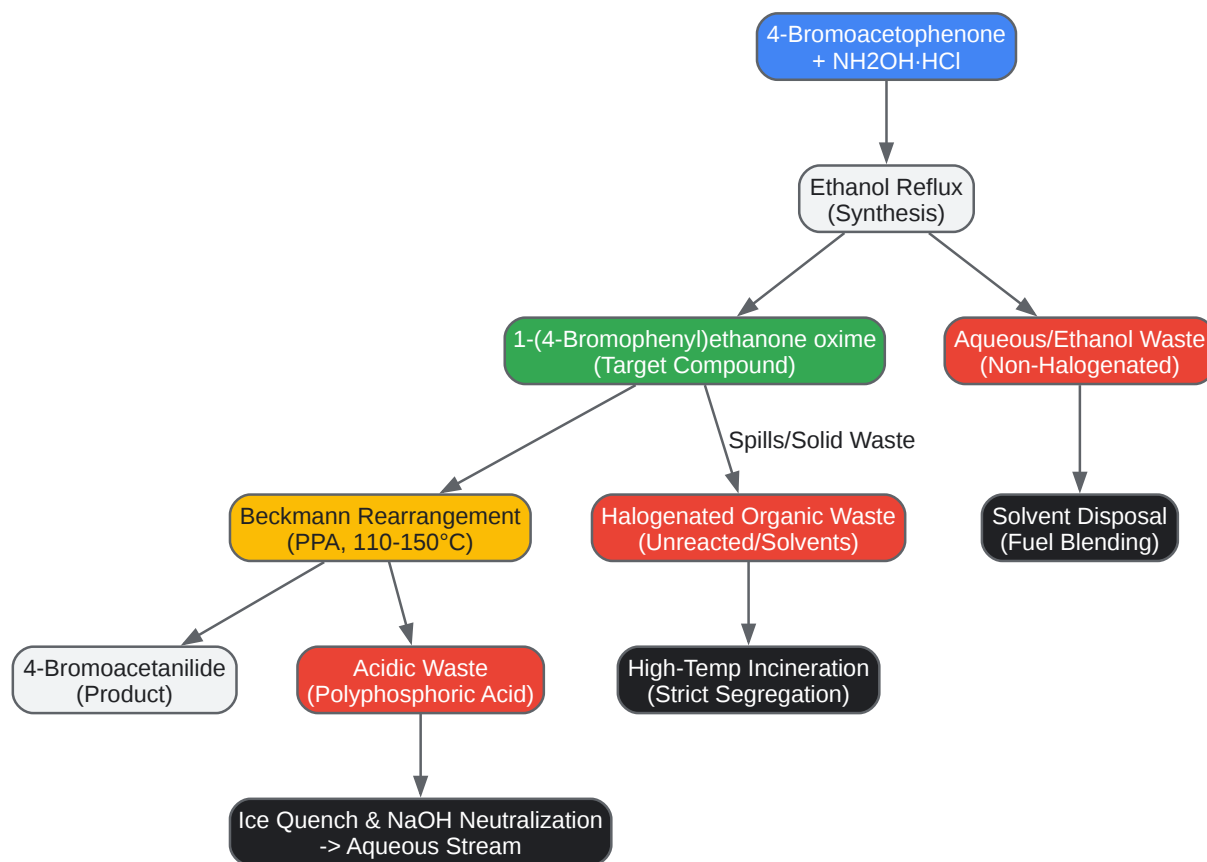 4-Bromoacetophenone
+ NH2OH·HCl
Ethanol Reflux
(Synthesis)
1-(4-Bromophenyl)ethanone oxime
(Target Compound)
Aqueous/Ethanol Waste
(Non-Halogenated)
Spills/Solid Waste
Beckmann Rearrangement
(PPA, 110-150°C)
Halogenated Organic Waste
(Unreacted/Solvents)
Solvent Disposal
(Fuel Blending)
4-Bromoacetanilide
(Product)
Acidic Waste
(Polyphosphoric Acid)
High-Temp Incineration
(Strict Segregation)
Ice Quench & NaOH Neutralization
-> Aqueous Stream